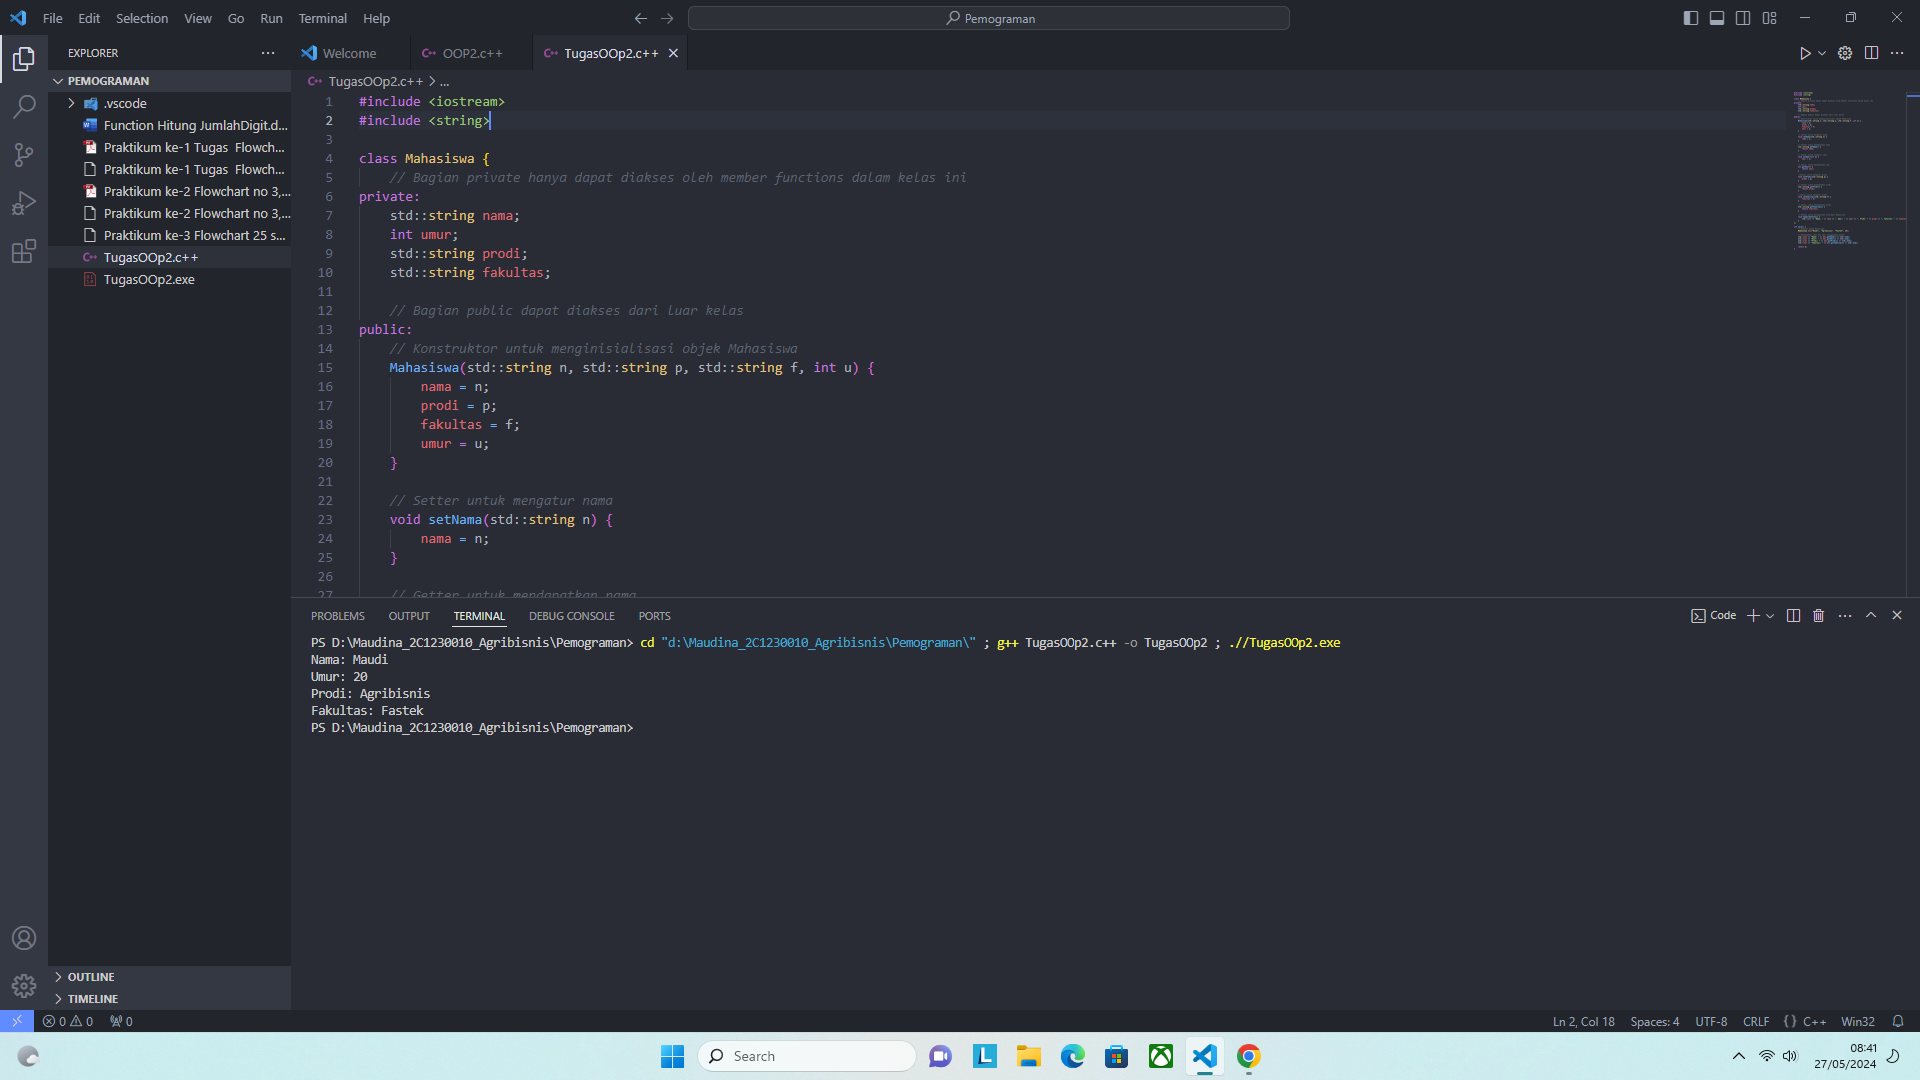 File Edit Selection View Go Run Terminal Help
Pemograman
EXPLORER
PEMOGRAMAN
.vscode
Function Hitung JumlahDigit.d...
Praktikum ke-1 Tugas  Flowch...
Praktikum ke-1 Tugas  Flowch...
Praktikum ke-2 Flowchart no 3,...
Praktikum ke-2 Flowchart no 3,...
Praktikum ke-3 Flowchart 25 s...
TugasOOp2.c++
TugasOOp2.exe
OUTLINE
TIMELINE
Welcome OOP2.c++ TugasOOp2.c++
TugasOOp2.c++ > ...
1 #include <iostream>
2 #include <string>
3
4 class Mahasiswa {
5 // Bagian private hanya dapat diakses oleh member functions dalam kelas ini
6 private:
7 std::string nama;
8 int umur;
9 std::string prodi;
10 std::string fakultas;
11
12 // Bagian public dapat diakses dari luar kelas
13 public:
14 // Konstruktor untuk menginisialisasi objek Mahasiswa
15 Mahasiswa(std::string n, std::string p, std::string f, int u) {
16 nama = n;
17 prodi = p;
18 fakultas = f;
19 umur = u;
20 }
21
22 // Setter untuk mengatur nama
23 void setNama(std::string n) {
24 nama = n;
25 }
26
27 // Getter untuk mendapatkan nama
PROBLEMS OUTPUT TERMINAL DEBUG CONSOLE PORTS
Code
PS D:\Maudina_2C1230010_Agribisnis\Pemograman> cd "d:\Maudina_2C1230010_Agribisnis\Pemograman\" ; g++ TugasOOp2.c++ -o TugasOOp2 ; .//TugasOOp2.exe
Nama: Maudi
Umur: 20
Prodi: Agribisnis
Fakultas: Fastek
PS D:\Maudina_2C1230010_Agribisnis\Pemograman>
0 0 0
Ln 2, Col 18 Spaces: 4 UTF-8 CRLF {} C++ Win32
Search
08:41
27/05/2024